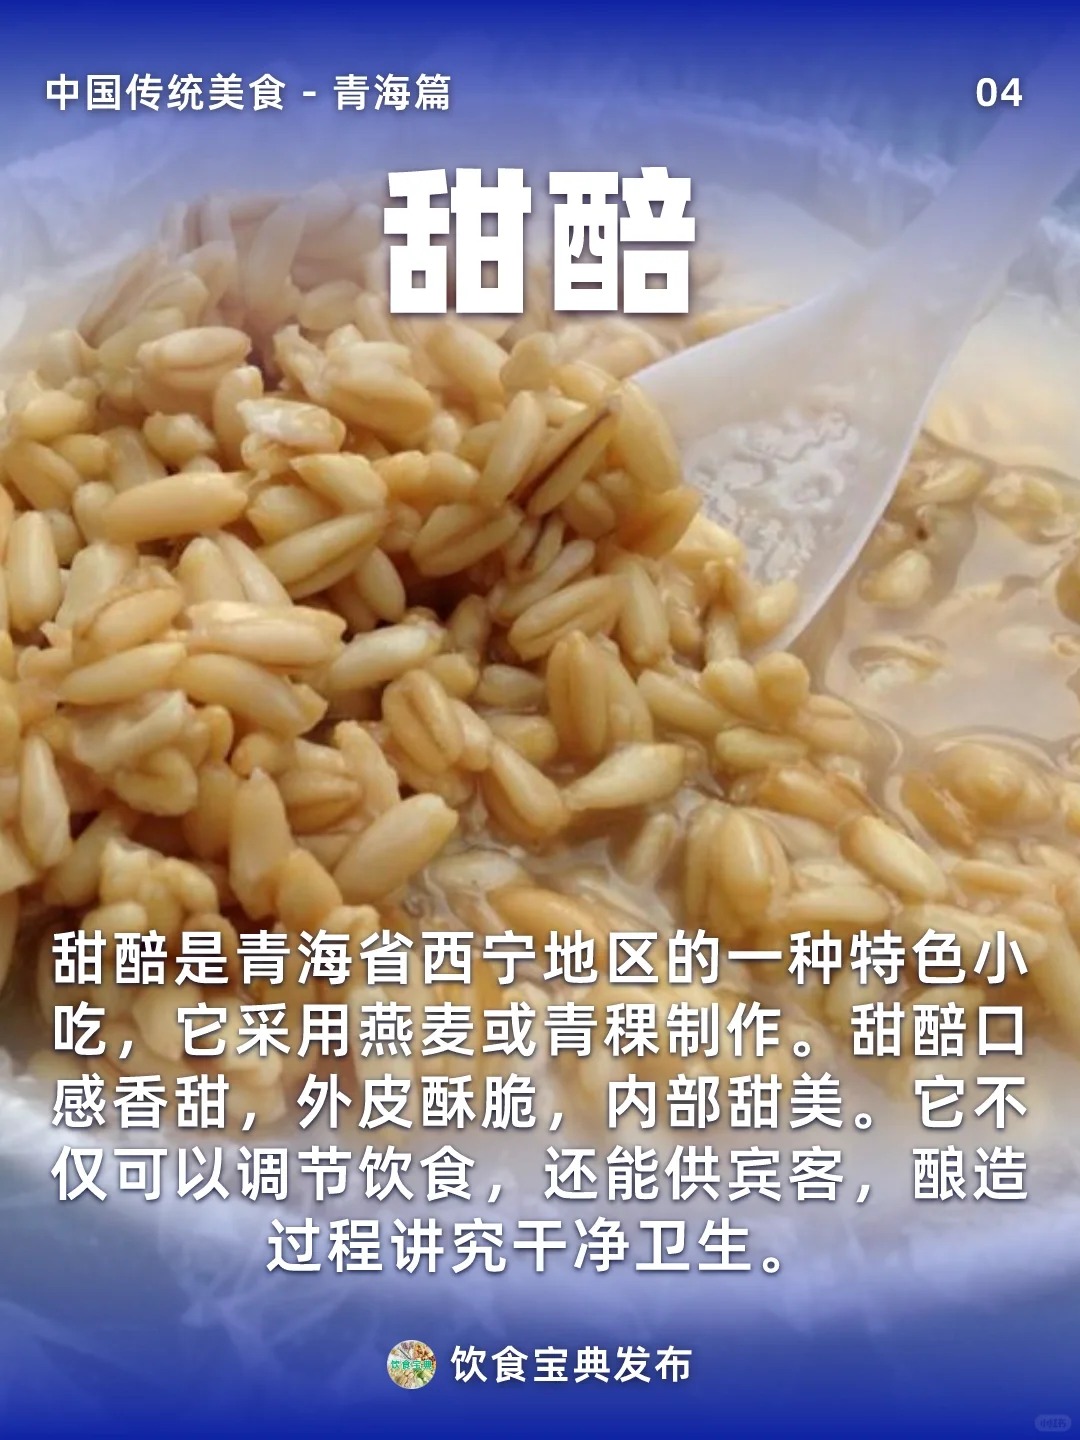 中国传统美食 - 青海篇
04
甜醅
甜醅是青海省西宁地区的一种特色小
吃，它采用燕麦或青稞制作。甜醅口
感香甜，外皮酥脆，内部甜美。它不
仅可以调节饮食，还能供宾客，酿造
过程讲究干净卫生。
饮食宝典
饮食宝典发布